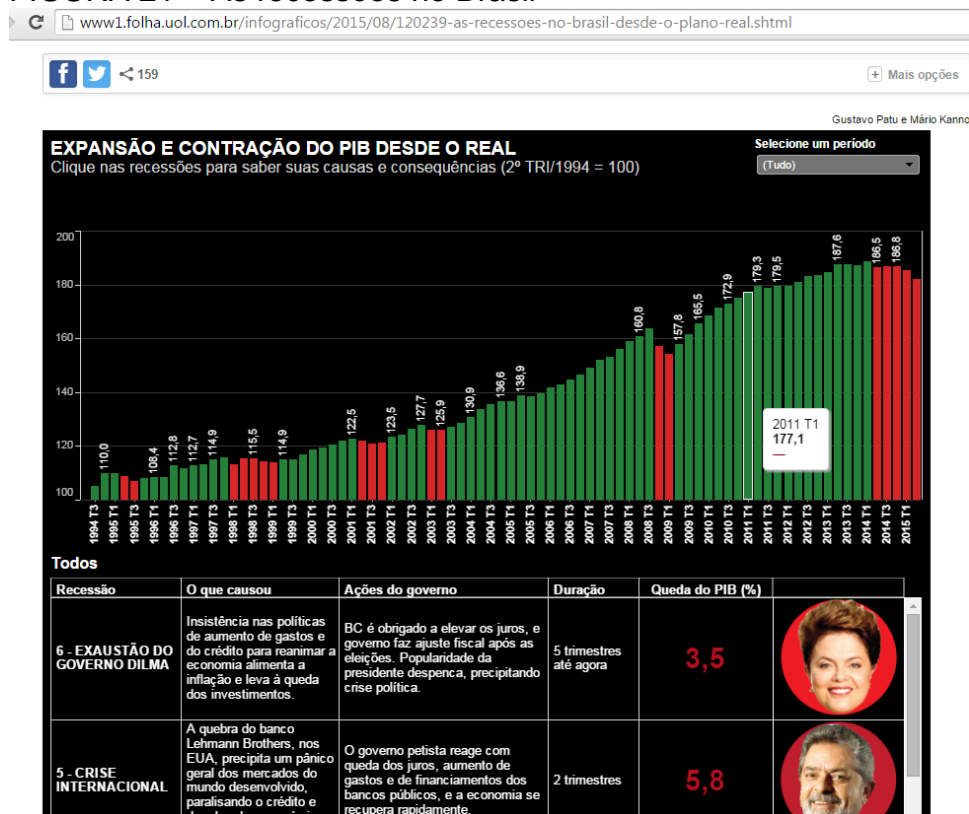 www1.folha.uol.com.br/infograficos/2015/08/120239-as-recessoes-no-brasil-desde-o-plano-real.shtml
159
Mais opções
Gustavo Patu e Mário Kanno
EXPANSÃO E CONTRAÇÃO DO PIB DESDE O REAL
Clique nas recessões para saber suas causas e consequências (2º TRI/1994 = 100)
Selecione um período
(Tudo)
200
180
160
140
120
100
110,0
108,4
112,8
112,7
114,9
115,5
114,9
122,5
123,5
127,7
125,9
130,9
136,6
138,9
160,8
157,8
165,5
172,9
179,3
179,5
187,6
186,5
186,8
2011 T1
177,1
1994 T3
1995 T1
1995 T3
1996 T1
1996 T3
1997 T1
1997 T3
1998 T1
1998 T3
1999 T1
1999 T3
2000 T1
2000 T3
2001 T1
2001 T3
2002 T1
2002 T3
2003 T1
2003 T3
2004 T1
2004 T3
2005 T1
2005 T3
2006 T1
2006 T3
2007 T1
2007 T3
2008 T1
2008 T3
2009 T1
2009 T3
2010 T1
2010 T3
2011 T1
2011 T3
2012 T1
2012 T3
2013 T1
2013 T3
2014 T1
2014 T3
2015 T1
Todos
Recessão
O que causou
Ações do governo
Duração
Queda do PIB (%)
6 - EXAUSTÃO DO
GOVERNO DILMA
Insistência nas políticas
de aumento de gastos e
do crédito para reanimar a
economia alimenta a
inflação e leva à queda
dos investimentos.
BC é obrigado a elevar os juros, e
governo faz ajuste fiscal após as
eleições. Popularidade da
presidente despenca, precipitando
crise política.
5 trimestres
até agora
3,5
5 - CRISE
INTERNACIONAL
A quebra do banco
Lehmann Brothers, nos
EUA, precipita um pânico
geral dos mercados do
mundo desenvolvido,
paralisando o crédito e
O governo petista reage com
queda dos juros, aumento de
gastos e de financiamentos dos
bancos públicos, e a economia se
recupera rapidamente.
2 trimestres
5,8